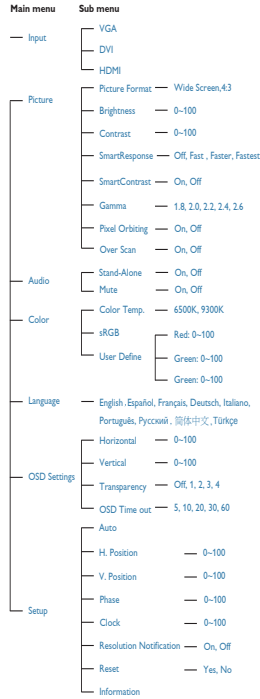 Main menu Sub menu
Input
VGA
DVI
HDMI
Picture
Picture Format Wide Screen,4:3
Brightness 0~100
Contrast 0~100
SmartResponse Off, Fast , Faster, Fastest
SmartContrast On, Off
Gamma 1.8, 2.0, 2.2, 2.4, 2.6
Pixel Orbiting On, Off
Over Scan On, Off
Audio
Stand-Alone On, Off
Mute On, Off
Color
Color Temp. 6500K, 9300K
sRGB
User Define
Red: 0~100
Green: 0~100
Green: 0~100
Language
English .Español, Français, Deutsch, Italiano,
Português, Русский , 简体中文 ,Türkçe
OSD Settings
Horizontal 0~100
Vertical 0~100
Transparency Off, 1, 2, 3, 4
OSD Time out 5, 10, 20, 30, 60
Setup
Auto
H. Position 0~100
V. Position 0~100
Phase 0~100
Clock 0~100
Resolution Notification On, Off
Reset Yes, No
Information